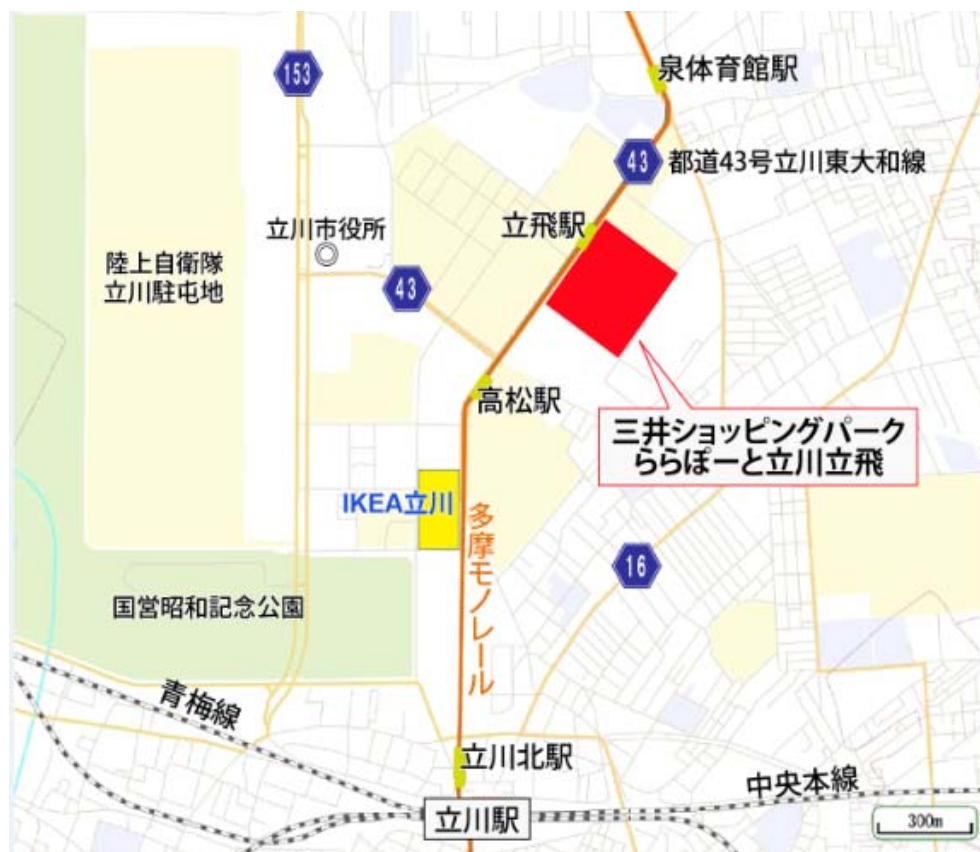 153
泉体育館駅
43
都道43号立川東大和線
立飛駅
立川市役所
陸上自衛隊
立川駐屯地
43
高松駅
三井ショッピングパーク
ららぽーと立川立飛
IKEA立川
多摩モノレール
16
国営昭和記念公園
青梅線
立川北駅
中央本線
立川駅
300m